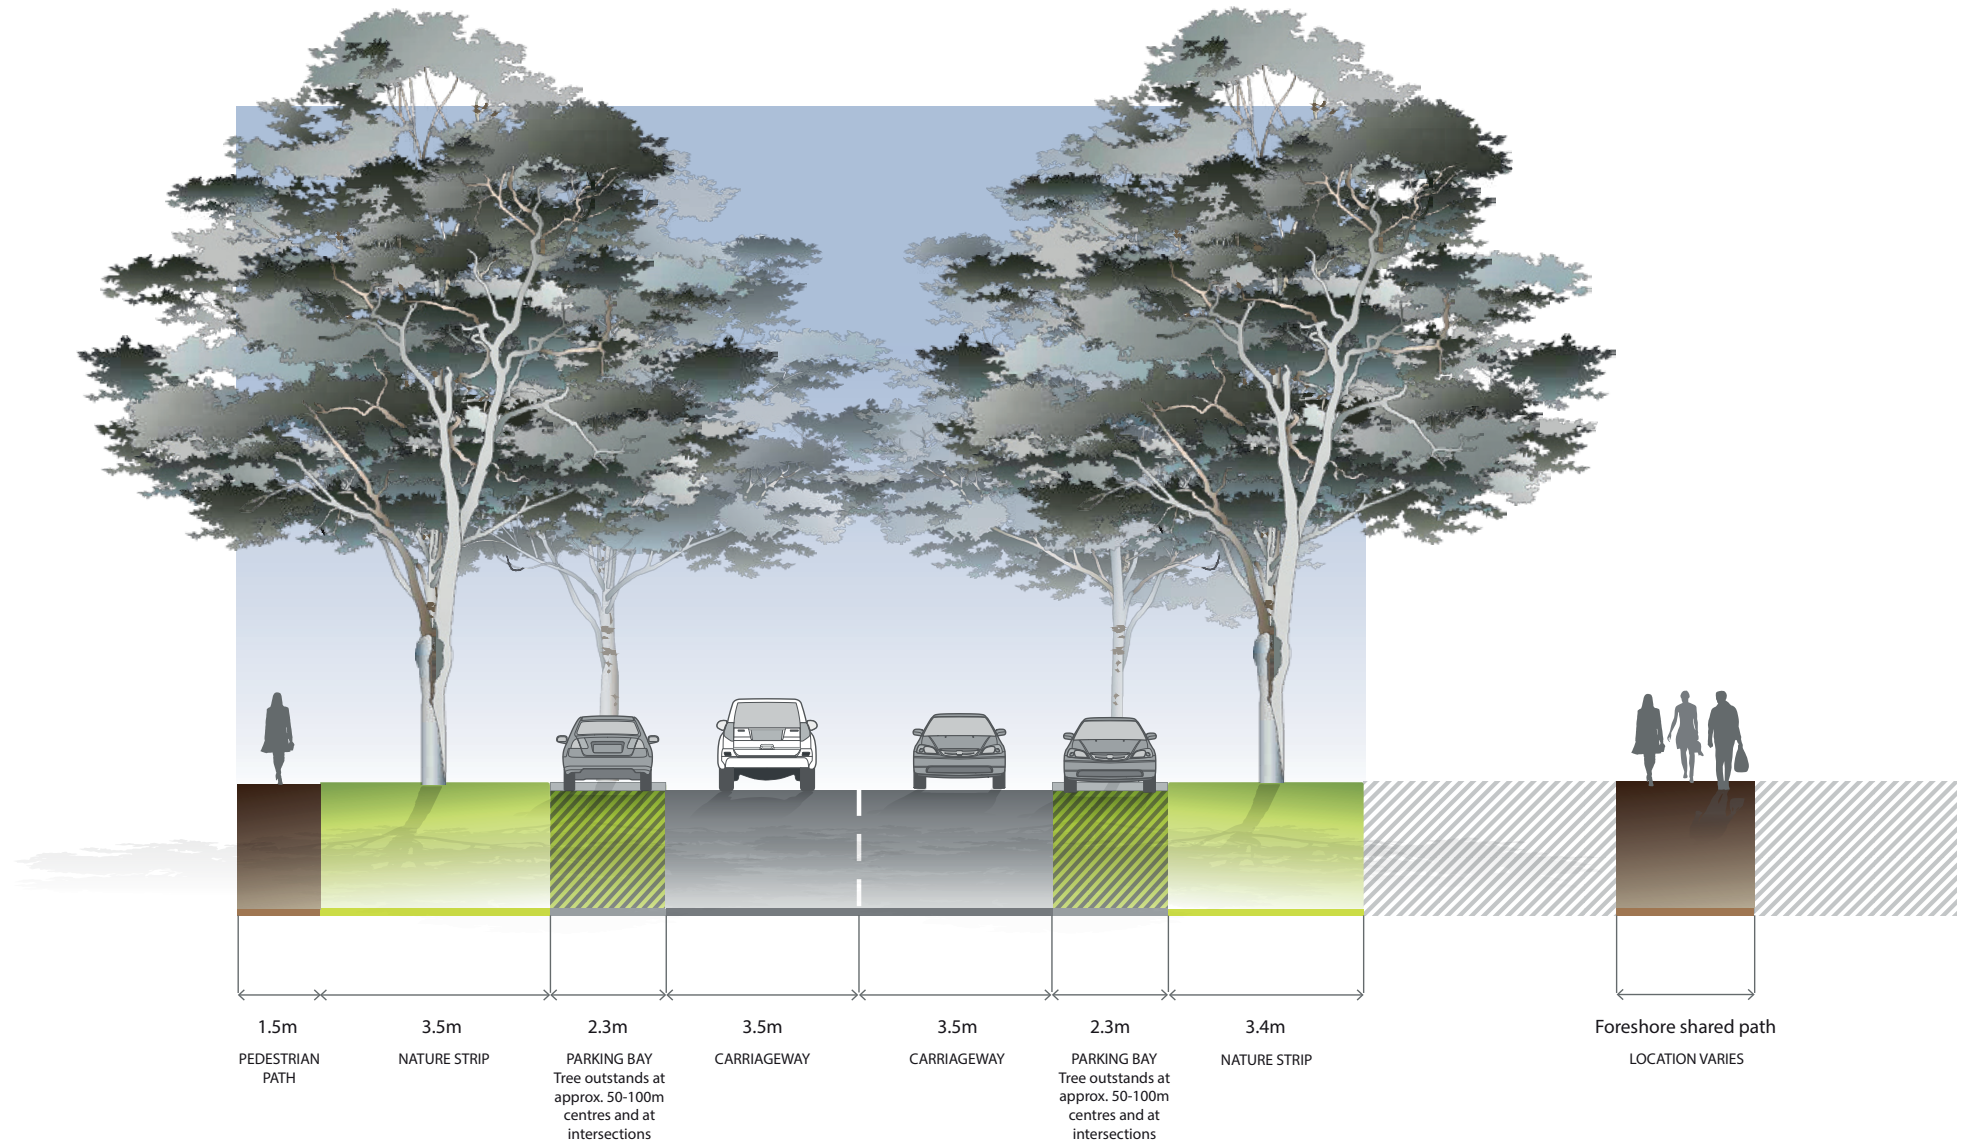 1.5m
PEDESTRIAN
PATH
3.5m
NATURE STRIP
2.3m
PARKING BAY
Tree outstands at
approx. 50-100m
centres and at
intersections
3.5m
CARRIAGEWAY
3.5m
CARRIAGEWAY
2.3m
PARKING BAY
Tree outstands at
approx. 50-100m
centres and at
intersections
3.4m
NATURE STRIP
Foreshore shared path
LOCATION VARIES